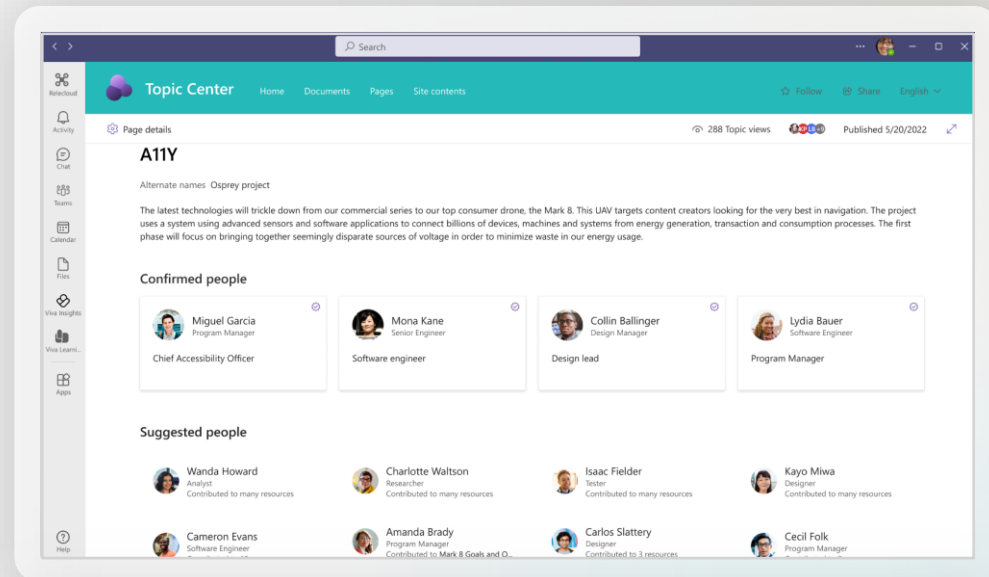 Search
Relecloud
Activity
Chat
Teams
Calendar
Files
Viva Insights
Viva Learni...
Apps
Help
Topic Center
Home
Documents
Pages
Site contents
Follow
Share
English
Page details
288 Topic views
Published 5/20/2022
A11Y
Alternate names Osprey project
The latest technologies will trickle down from our commercial series to our top consumer drone, the Mark 8. This UAV targets content creators looking for the very best in navigation. The project
uses a system using advanced sensors and software applications to connect billions of devices, machines and systems from energy generation, transaction and consumption processes. The first
phase will focus on bringing together seemingly disparate sources of voltage in order to minimize waste in our energy usage.
Confirmed people
Miguel Garcia
Program Manager
Chief Accessibility Officer
Mona Kane
Senior Engineer
Software engineer
Collin Ballinger
Design Manager
Design lead
Lydia Bauer
Software Engineer
Program Manager
Suggested people
Wanda Howard
Analyst
Contributed to many resources
Charlotte Waltson
Researcher
Contributed to many resources
Isaac Fielder
Tester
Contributed to many resources
Kayo Miwa
Designer
Contributed to many resources
Cameron Evans
Software Engineer
Amanda Brady
Program Manager
Contributed to Mark 8 Goals and O...
Carlos Slattery
Designer
Contributed to 3 resources
Cecil Folk
Program Manager